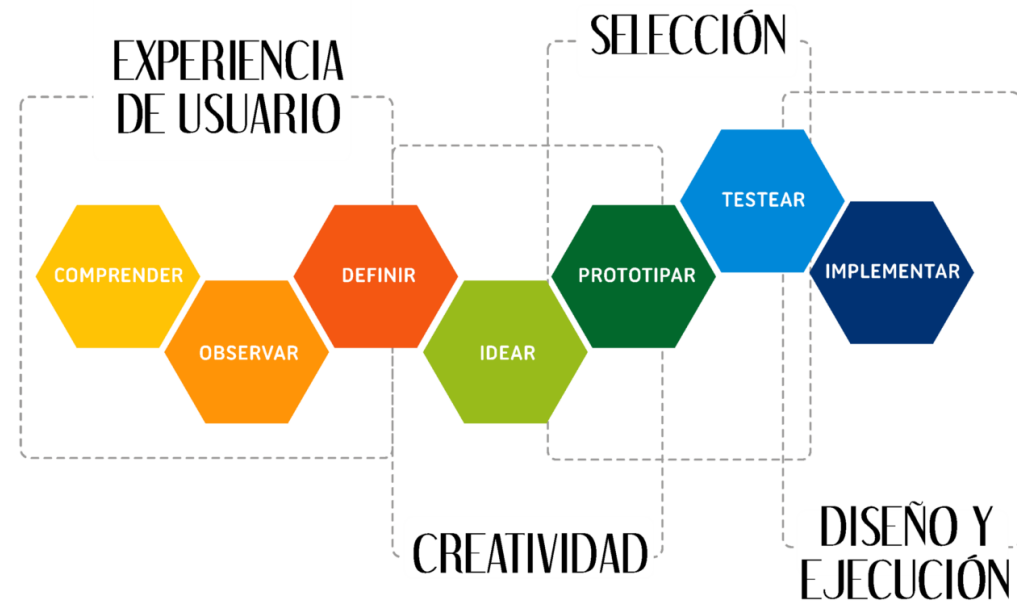 EXPERIENCIA
DE USUARIO
SELECCIÓN
COMPRENDER
OBSERVAR
DEFINIR
IDEAR
PROTOTIPAR
TESTEAR
IMPLEMENTAR
CREATIVIDAD
DISEÑO Y
EJECUCIÓN